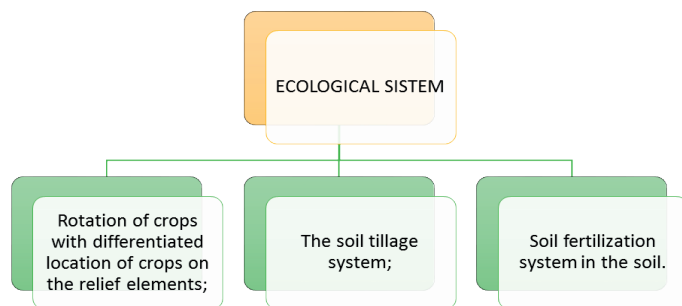 ECOLOGICAL SISTEM
Rotation of crops
with differentiated
location of crops on
the relief elements;
The soil tillage
system;
Soil fertilization
system in the soil.